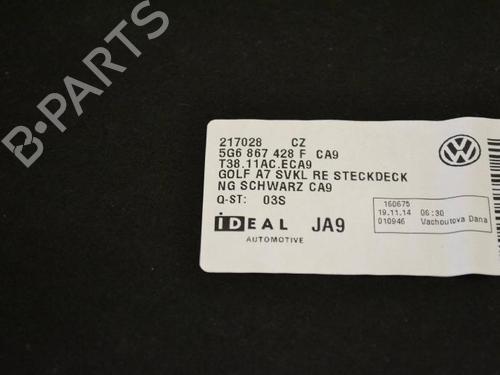 B-PARTS
217028 CZ
5G6 867 428 F CA9
T38.11AC.ECA9
GOLF A7 SVKL RE STECKDECK
NG SCHWARZ CA9
Q-ST: 03S
IDEAL JA9
AUTOMOTIVE
160675
19.11.14 06:30
010946 Vachoutova Dana